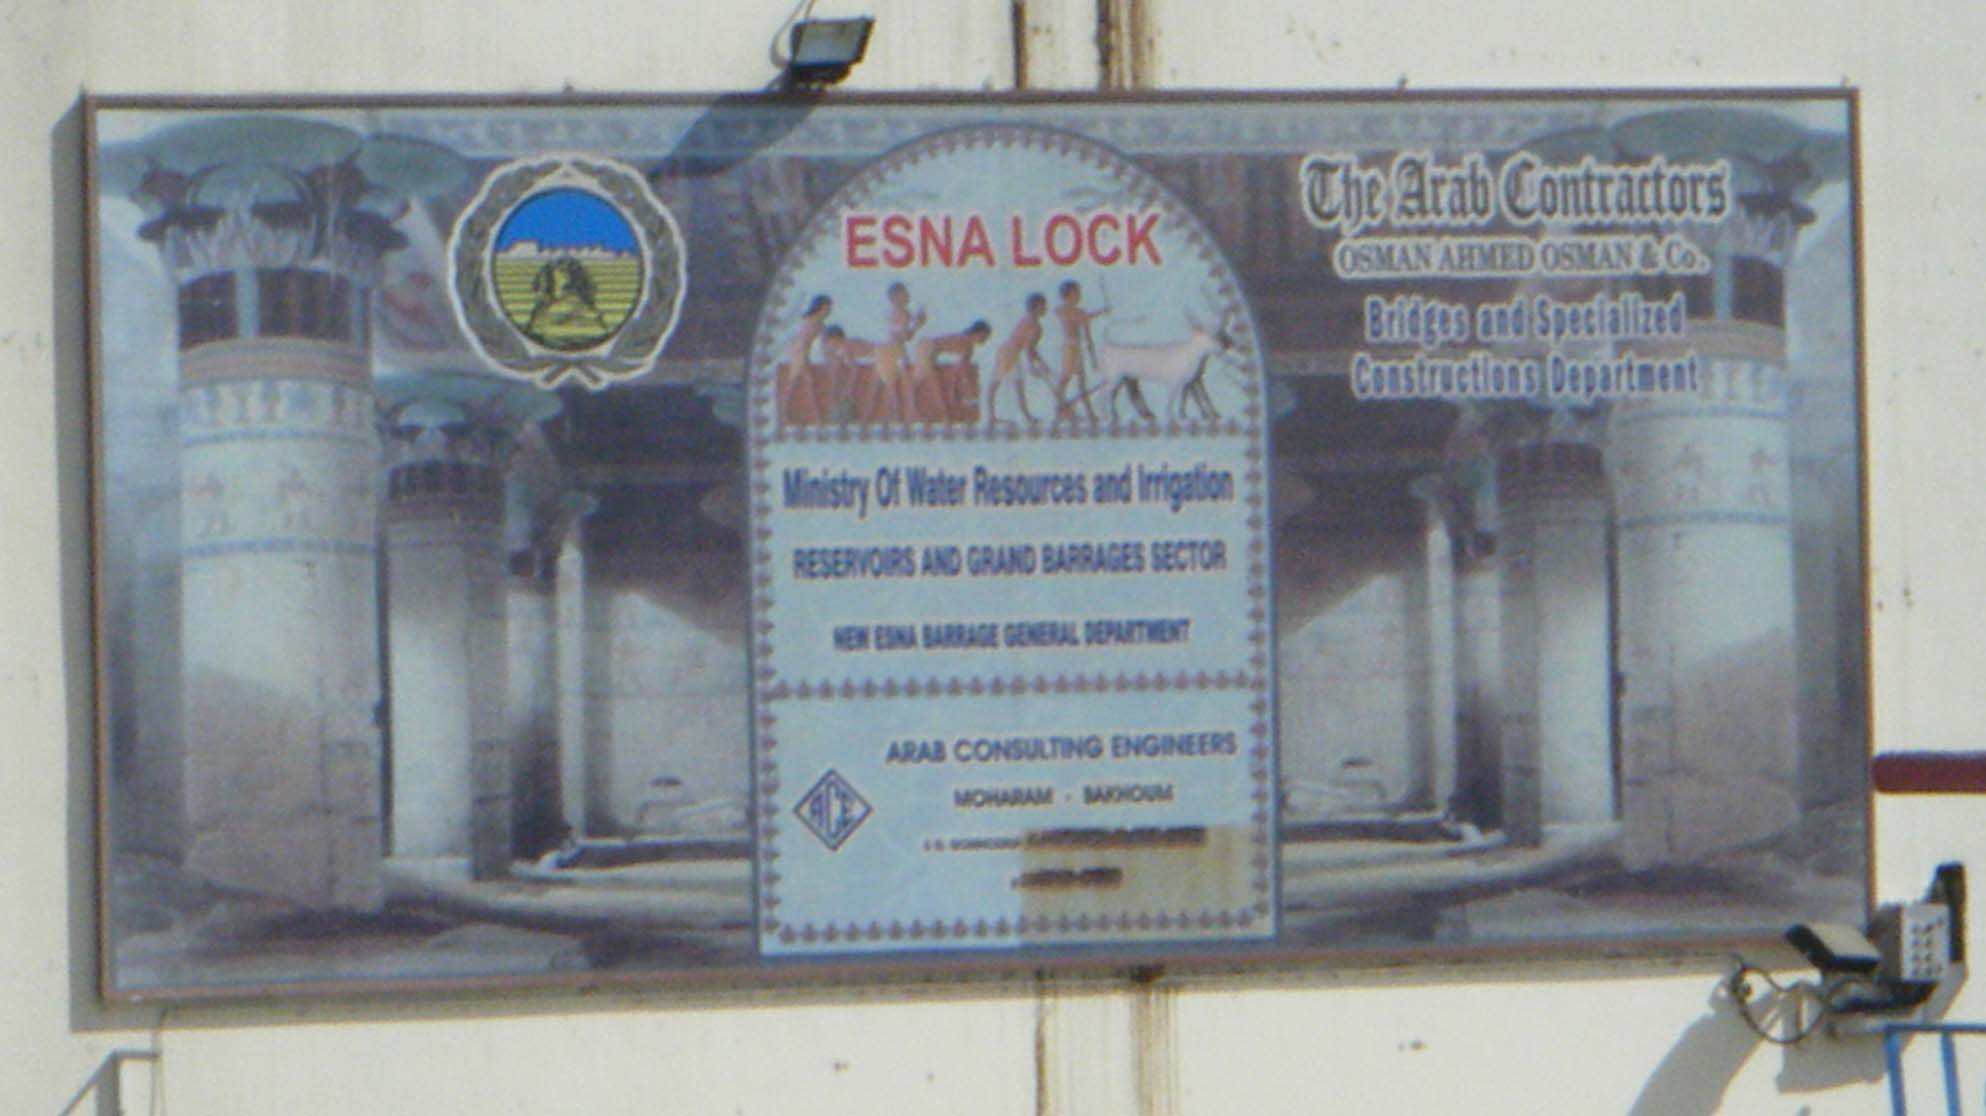 ESNA LOCK
Ministry Of Water Resources and Irrigation
RESERVOIRS AND GRAND BARRAGES SECTOR
NEW ESNA BARRAGE GENERAL DEPARTMENT
ACE
ARAB CONSULTING ENGINEERS
MOHARAM - BAKHOUM
The Arab Contractors
OSMAN AHMED OSMAN & Co.
Bridges and Specialized
Constructions Department